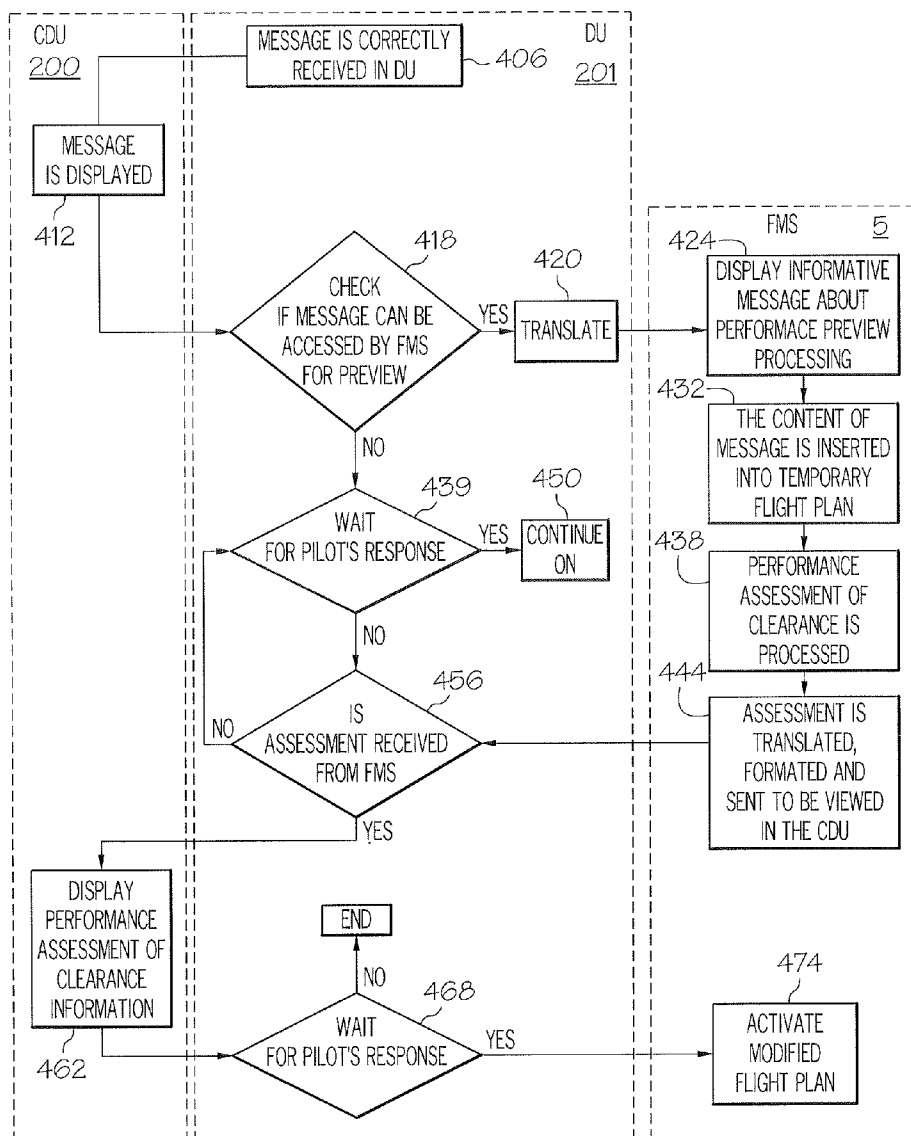 CDU
200
MESSAGE IS CORRECTLY
RECEIVED IN DU
406
DU
201
MESSAGE
IS DISPLAYED
412
FMS
5
418
CHECK
IF MESSAGE CAN BE
ACCESSED BY FMS
FOR PREVIEW
YES
420
TRANSLATE
424
DISPLAY INFORMATIVE
MESSAGE ABOUT
PERFORMACE PREVIEW
PROCESSING
NO
432
THE CONTENT OF
MESSAGE IS INSERTED
INTO TEMPORARY
FLIGHT PLAN
439
WAIT
FOR PILOT'S RESPONSE
YES
450
CONTINUE
ON
NO
438
PERFORMANCE
ASSESSMENT OF
CLEARANCE IS
PROCESSED
456
IS
ASSESSMENT RECEIVED
FROM FMS
NO
YES
444
ASSESSMENT IS
TRANSLATED,
FORMATED AND
SENT TO BE VIEWED
IN THE CDU
DISPLAY
PERFORMANCE
ASSESSMENT OF
CLEARANCE
INFORMATION
462
END
NO
468
WAIT
FOR PILOT'S RESPONSE
YES
474
ACTIVATE
MODIFIED
FLIGHT PLAN